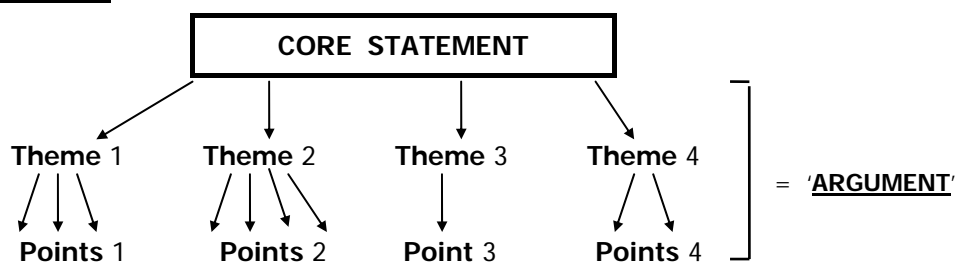 CORE STATEMENT
Theme 1 Theme 2 Theme 3 Theme 4
= ‘ARGUMENT’
Points 1 Points 2 Point 3 Points 4